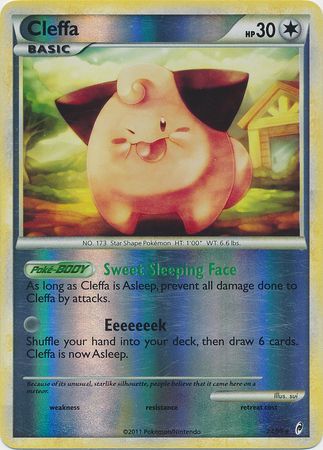 Cleffa
HP 30
BASIC
NO. 173 Star Shape Pokémon HT: 1'00" WT: 6.6 lbs.
Poké-BODY Sweet Sleeping Face
As long as Cleffa is Asleep, prevent all damage done to
Cleffa by attacks.
Eeeeeeek
Shuffle your hand into your deck, then draw 6 cards.
Cleffa is now Asleep.
Because of its unusual, starlike silhouette, people believe that it came here on a
meteor.
Illus. sui
weakness resistance retreat cost
©2011 Pokémon/Nintendo